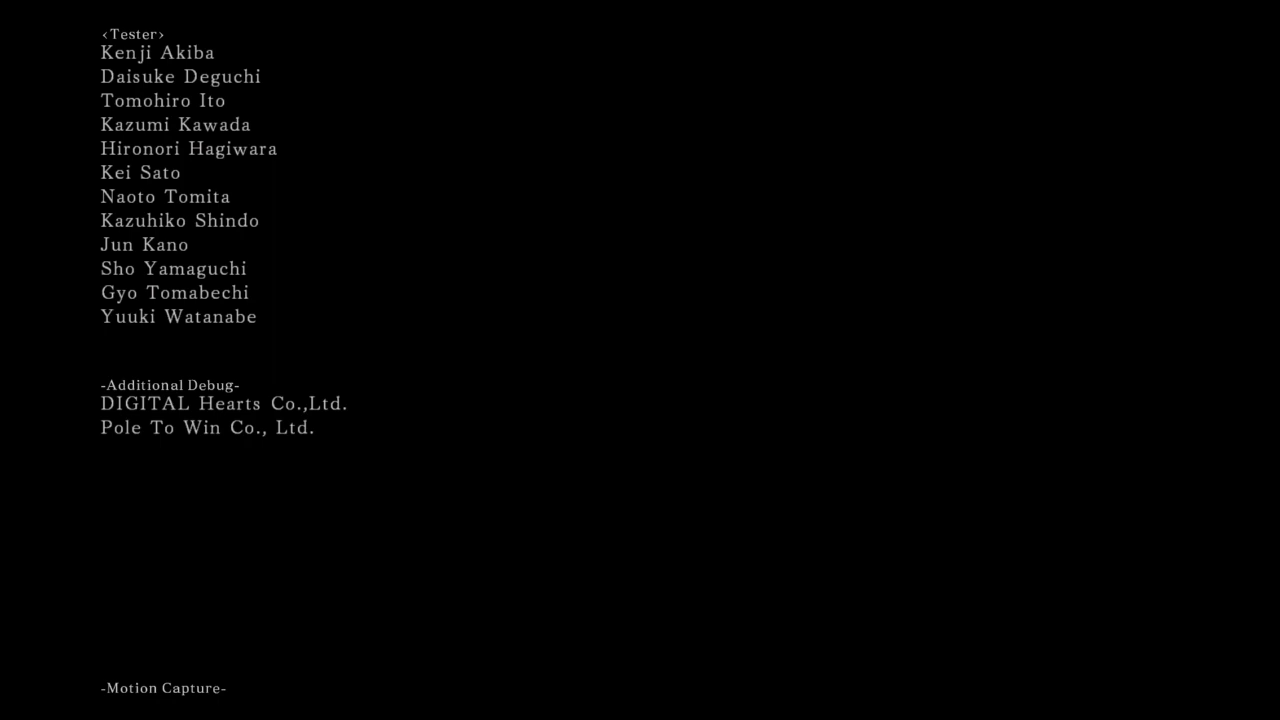 <Tester>
Kenji Akiba
Daisuke Deguchi
Tomohiro Ito
Kazumi Kawada
Hironori Hagiwara
Kei Sato
Naoto Tomita
Kazuhiko Shindo
Jun Kano
Sho Yamaguchi
Gyo Tomabechi
Yuuki Watanabe
-Additional Debug-
DIGITAL Hearts Co.,Ltd.
Pole To Win Co., Ltd.
-Motion Capture-